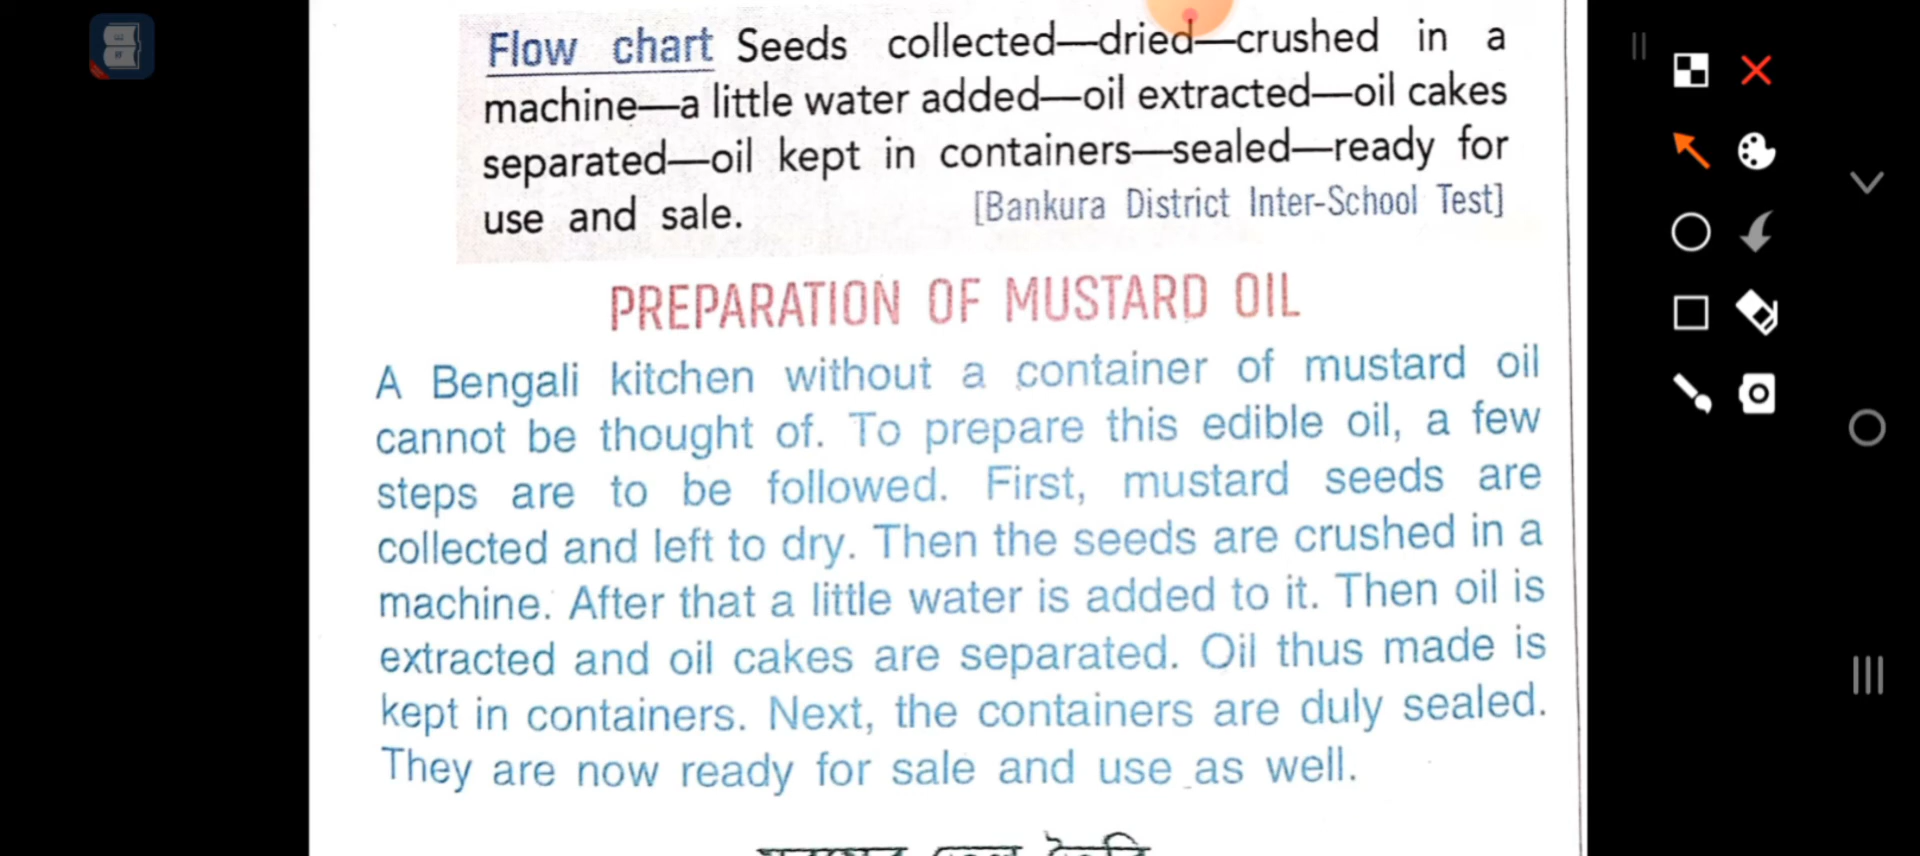 Flow chart Seeds collected—dried—crushed in a
machine—a little water added—oil extracted—oil cakes
separated—oil kept in containers—sealed—ready for
use and sale. [Bankura District Inter-School Test]
PREPARATION OF MUSTARD OIL
A Bengali kitchen without a container of mustard oil
cannot be thought of. To prepare this edible oil, a few
steps are to be followed. First, mustard seeds are
collected and left to dry. Then the seeds are crushed in a
machine. After that a little water is added to it. Then oil is
extracted and oil cakes are separated. Oil thus made is
kept in containers. Next, the containers are duly sealed.
They are now ready for sale and use as well.